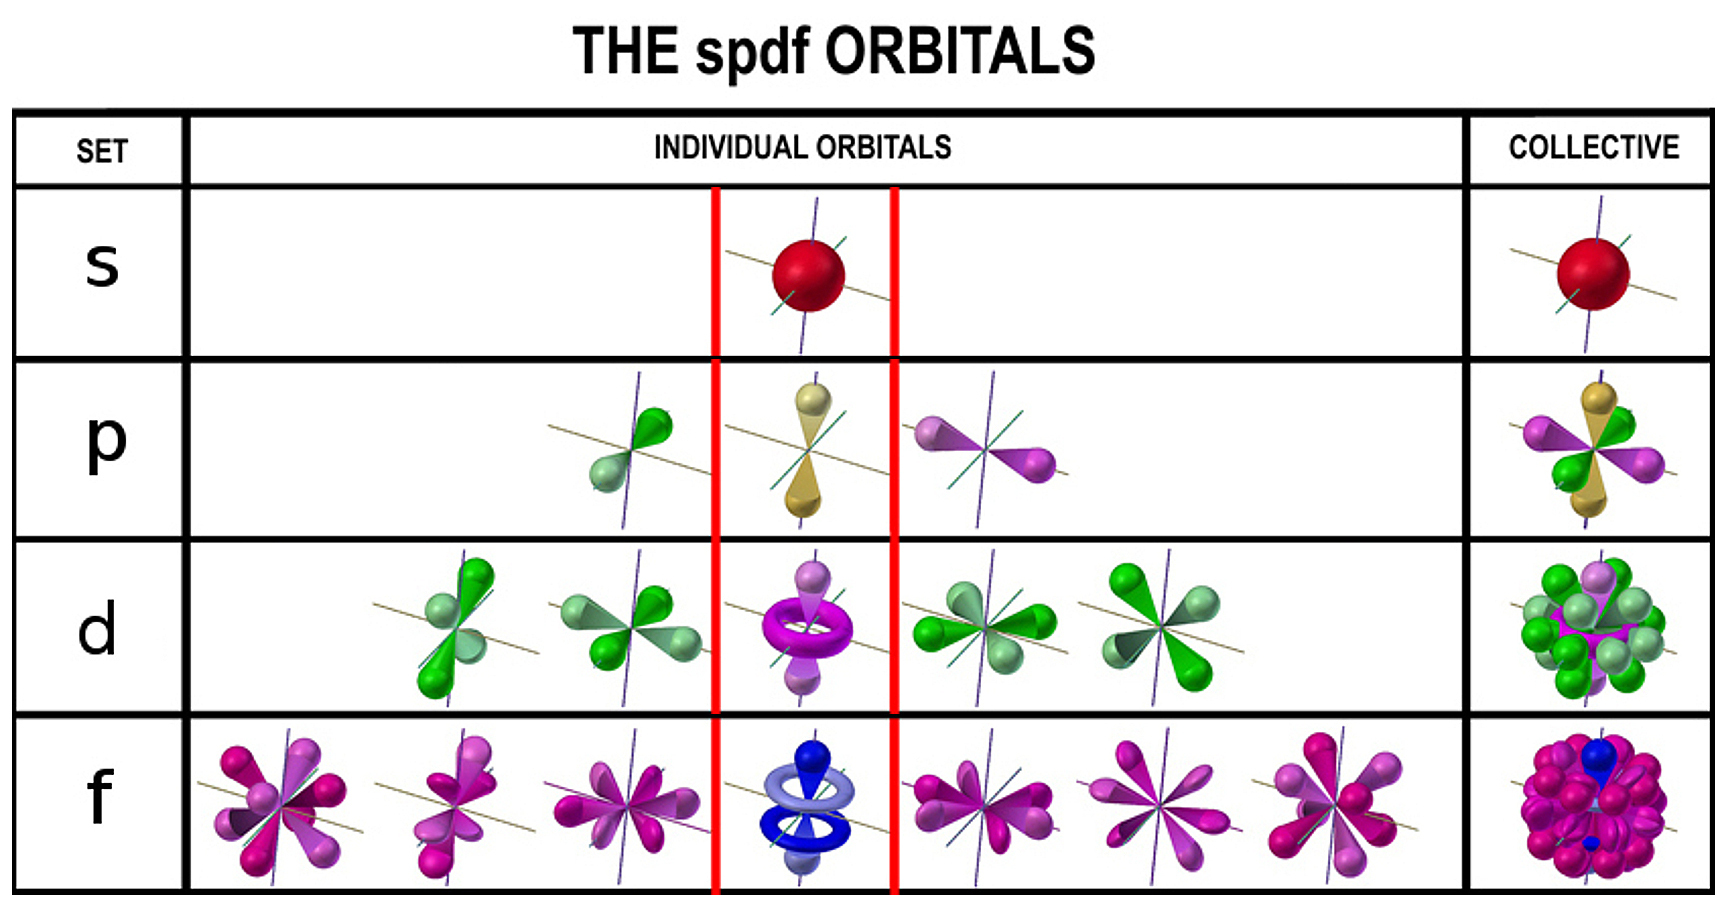 THE spdf ORBITALS
SET INDIVIDUAL ORBITALS COLLECTIVE
s
p
d
f